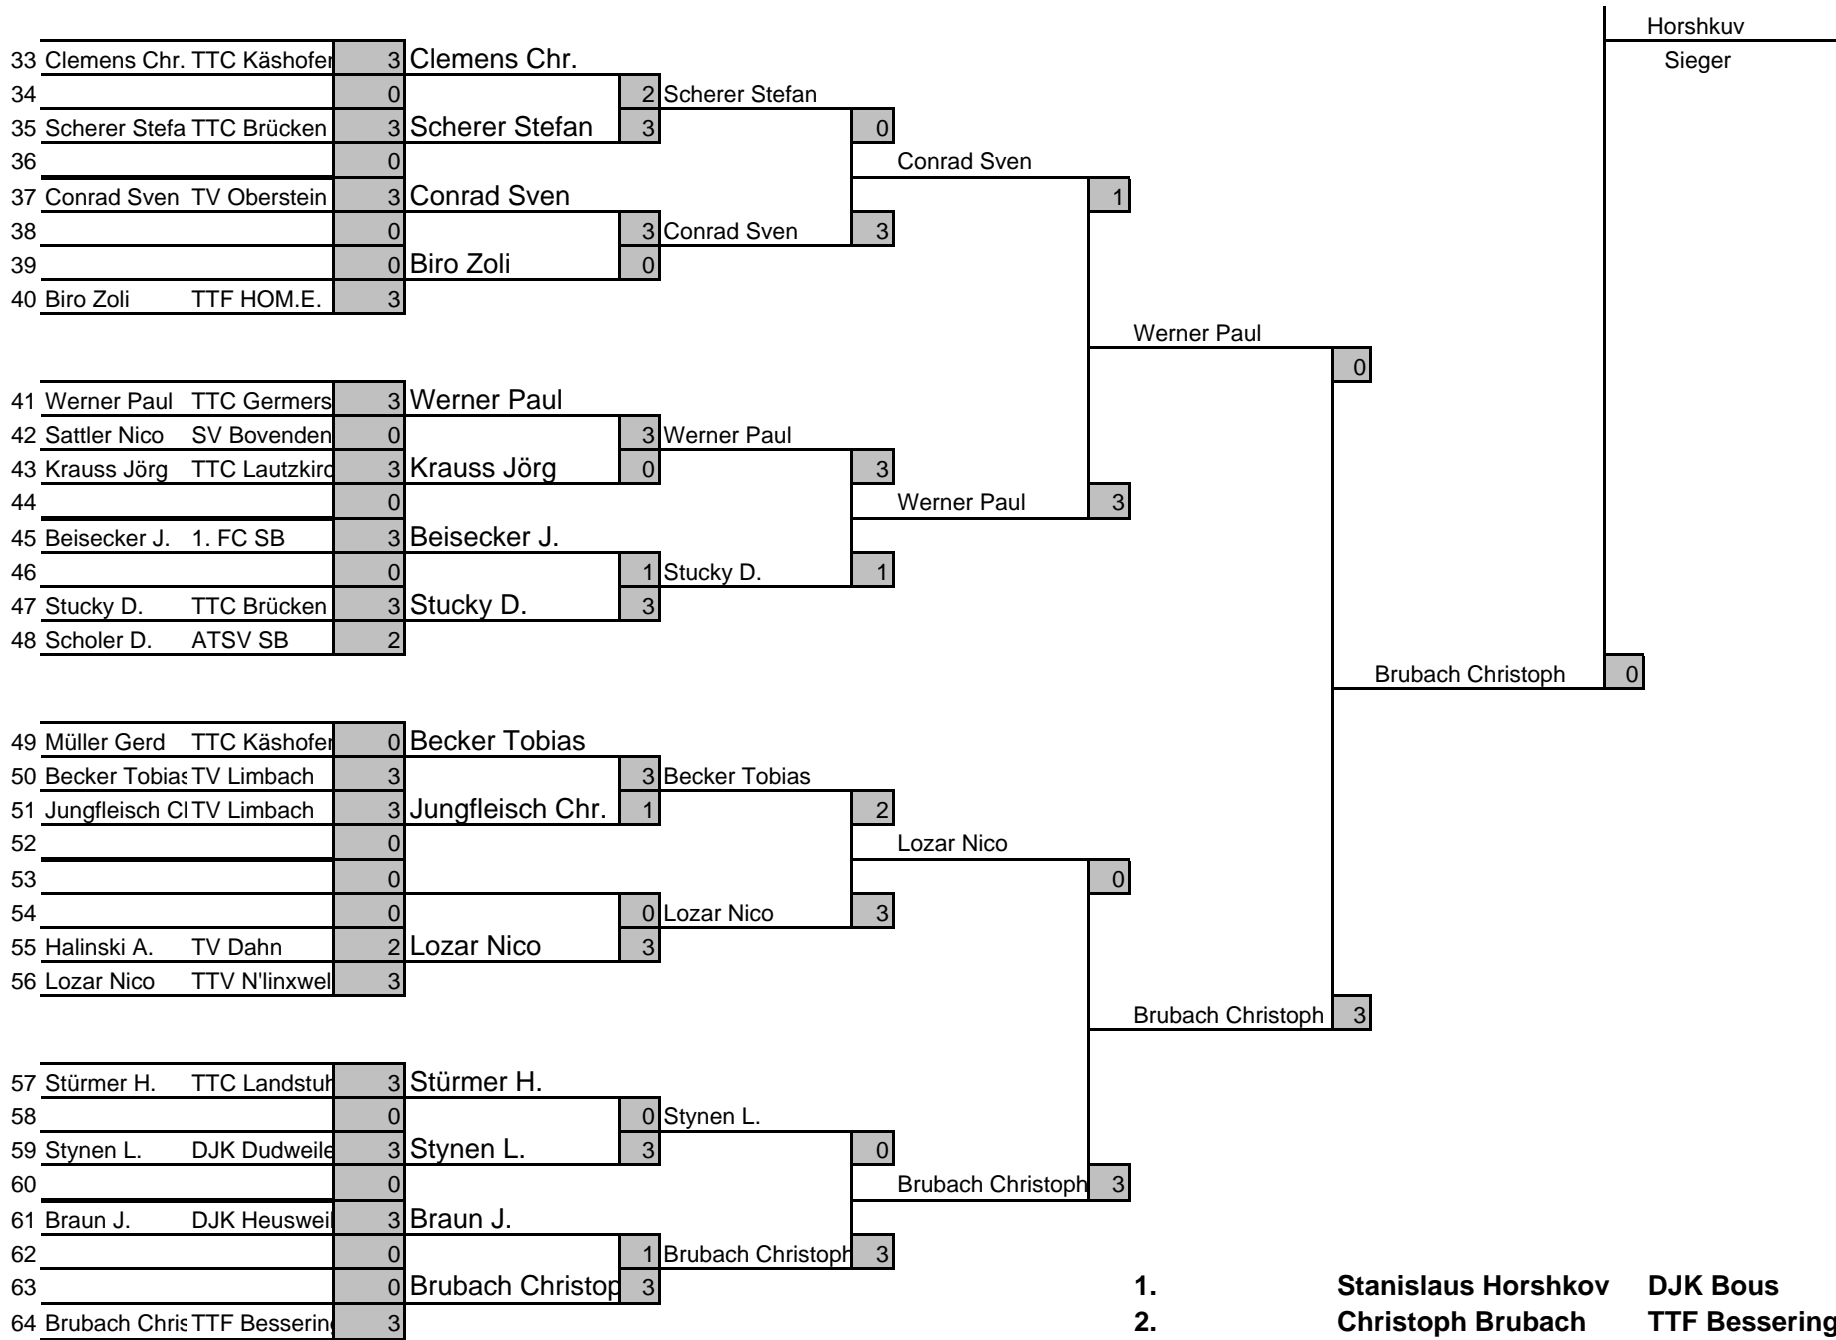 Horshkuv
33 Clemens Chr. TTC Käshofen 3 Clemens Chr. Sieger
34 0 2 Scherer Stefan
35 Scherer Stefa TTC Brücken 3 Scherer Stefan 3 0
36 0 Conrad Sven
37 Conrad Sven TV Oberstein 3 Conrad Sven 1
38 0 3 Conrad Sven 3
39 0 Biro Zoli 0
40 Biro Zoli TTF HOM.E. 3
Werner Paul
0
41 Werner Paul TTC Germers 3 Werner Paul
42 Sattler Nico SV Bovenden 0 3 Werner Paul
43 Krauss Jörg TTC Lautzkirc 3 Krauss Jörg 0 3
44 0 Werner Paul 3
45 Beisecker J. 1. FC SB 3 Beisecker J.
46 0 1 Stucky D. 1
47 Stucky D. TTC Brücken 3 Stucky D. 3
48 Scholer D. ATSV SB 2
Brubach Christoph 0
49 Müller Gerd TTC Käshofen 0 Becker Tobias
50 Becker Tobias TV Limbach 3 3 Becker Tobias
51 Jungfleisch Cl TV Limbach 3 Jungfleisch Chr. 1 2
52 0 Lozar Nico
53 0 0
54 0 0 Lozar Nico 3
55 Halinski A. TV Dahn 2 Lozar Nico 3
56 Lozar Nico TTV N'linxwel 3
Brubach Christoph 3
57 Stürmer H. TTC Landstuh 3 Stürmer H.
58 0 0 Stynen L.
59 Stynen L. DJK Dudweile 3 Stynen L. 3 0
60 0 Brubach Christoph 3
61 Braun J. DJK Heusweil 3 Braun J.
62 0 1 Brubach Christoph 3
63 0 Brubach Christop 3 1. Stanislaus Horshkov DJK Bous
64 Brubach Chris TTF Bessering 3 2. Christoph Brubach TTF Bessering